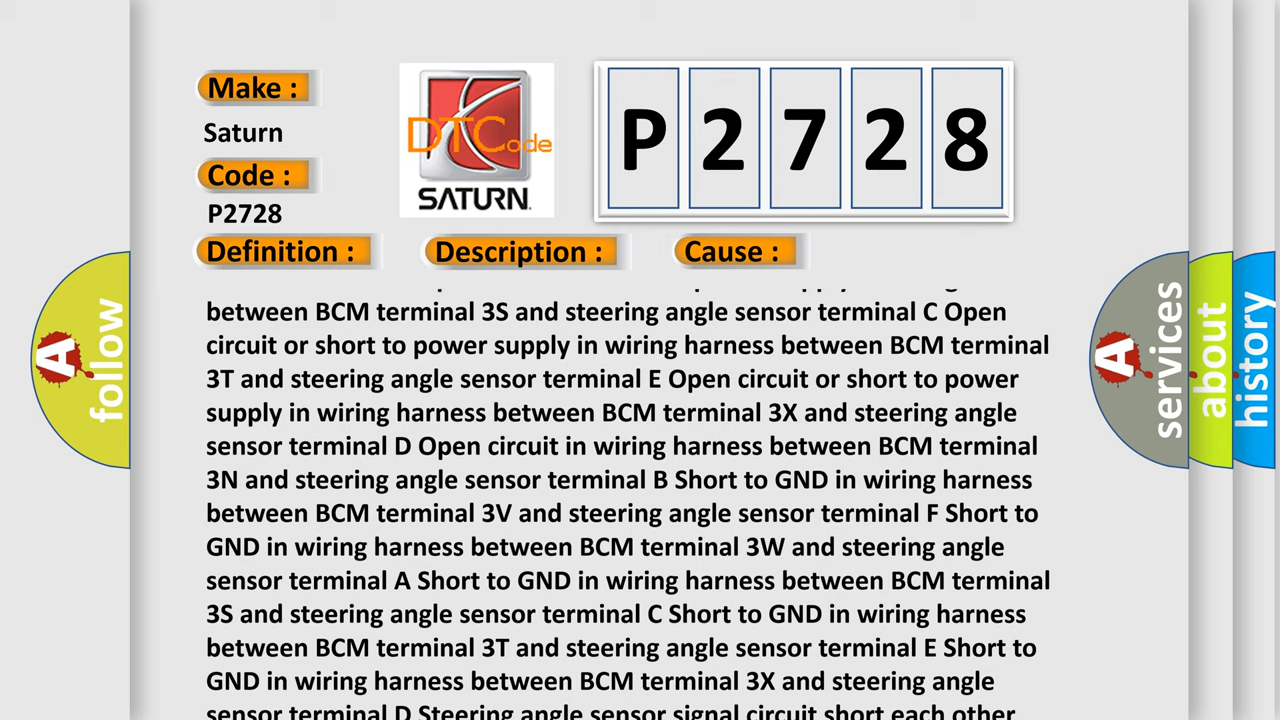 Make :
Saturn
Code :
P2728
DTCode
SATURN
P 2 7 2 8
Definition :
Description :
Cause :
between BCM terminal 3S and steering angle sensor terminal C Open
circuit or short to power supply in wiring harness between BCM terminal
3T and steering angle sensor terminal E Open circuit or short to power
supply in wiring harness between BCM terminal 3X and steering angle
sensor terminal D Open circuit in wiring harness between BCM terminal
3N and steering angle sensor terminal B Short to GND in wiring harness
between BCM terminal 3V and steering angle sensor terminal F Short to
GND in wiring harness between BCM terminal 3W and steering angle
sensor terminal A Short to GND in wiring harness between BCM terminal
3S and steering angle sensor terminal C Short to GND in wiring harness
between BCM terminal 3T and steering angle sensor terminal E Short to
GND in wiring harness between BCM terminal 3X and steering angle
sensor terminal D Steering angle sensor signal circuit short each other
A
follow
A
services
about
history